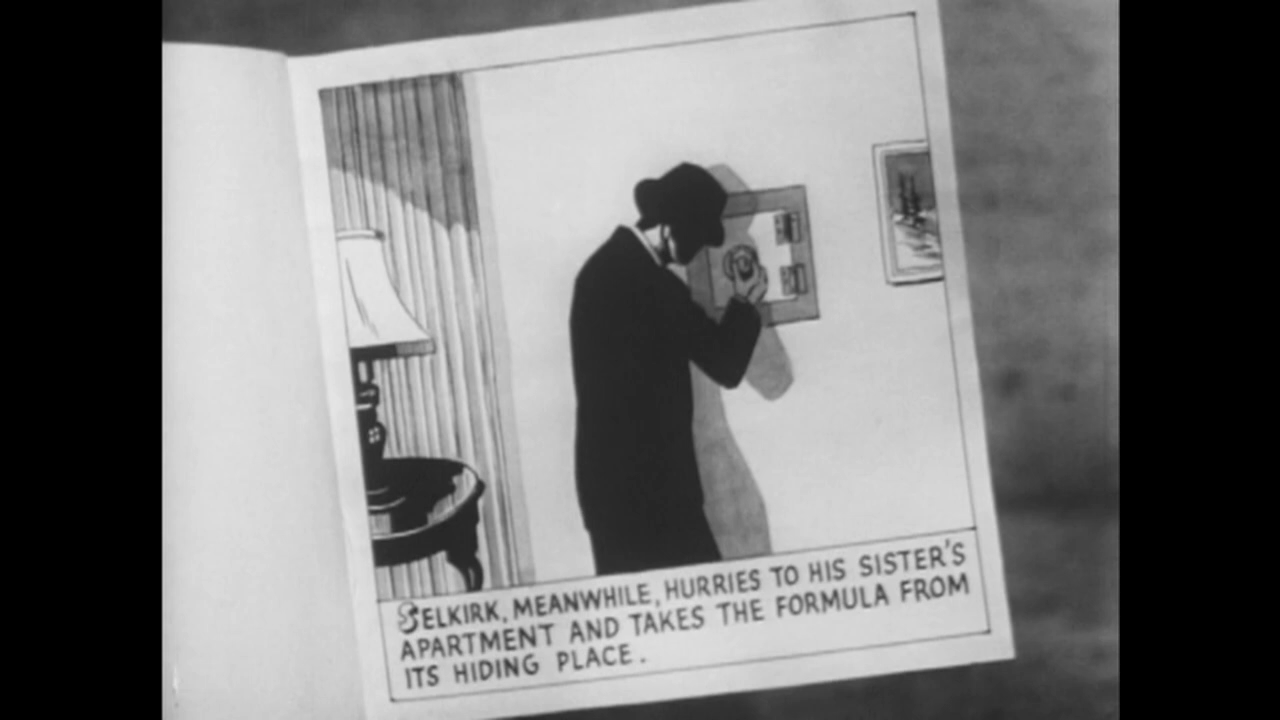 SELKIRK, MEANWHILE, HURRIES TO HIS SISTER'S
APARTMENT AND TAKES THE FORMULA FROM
ITS HIDING PLACE.